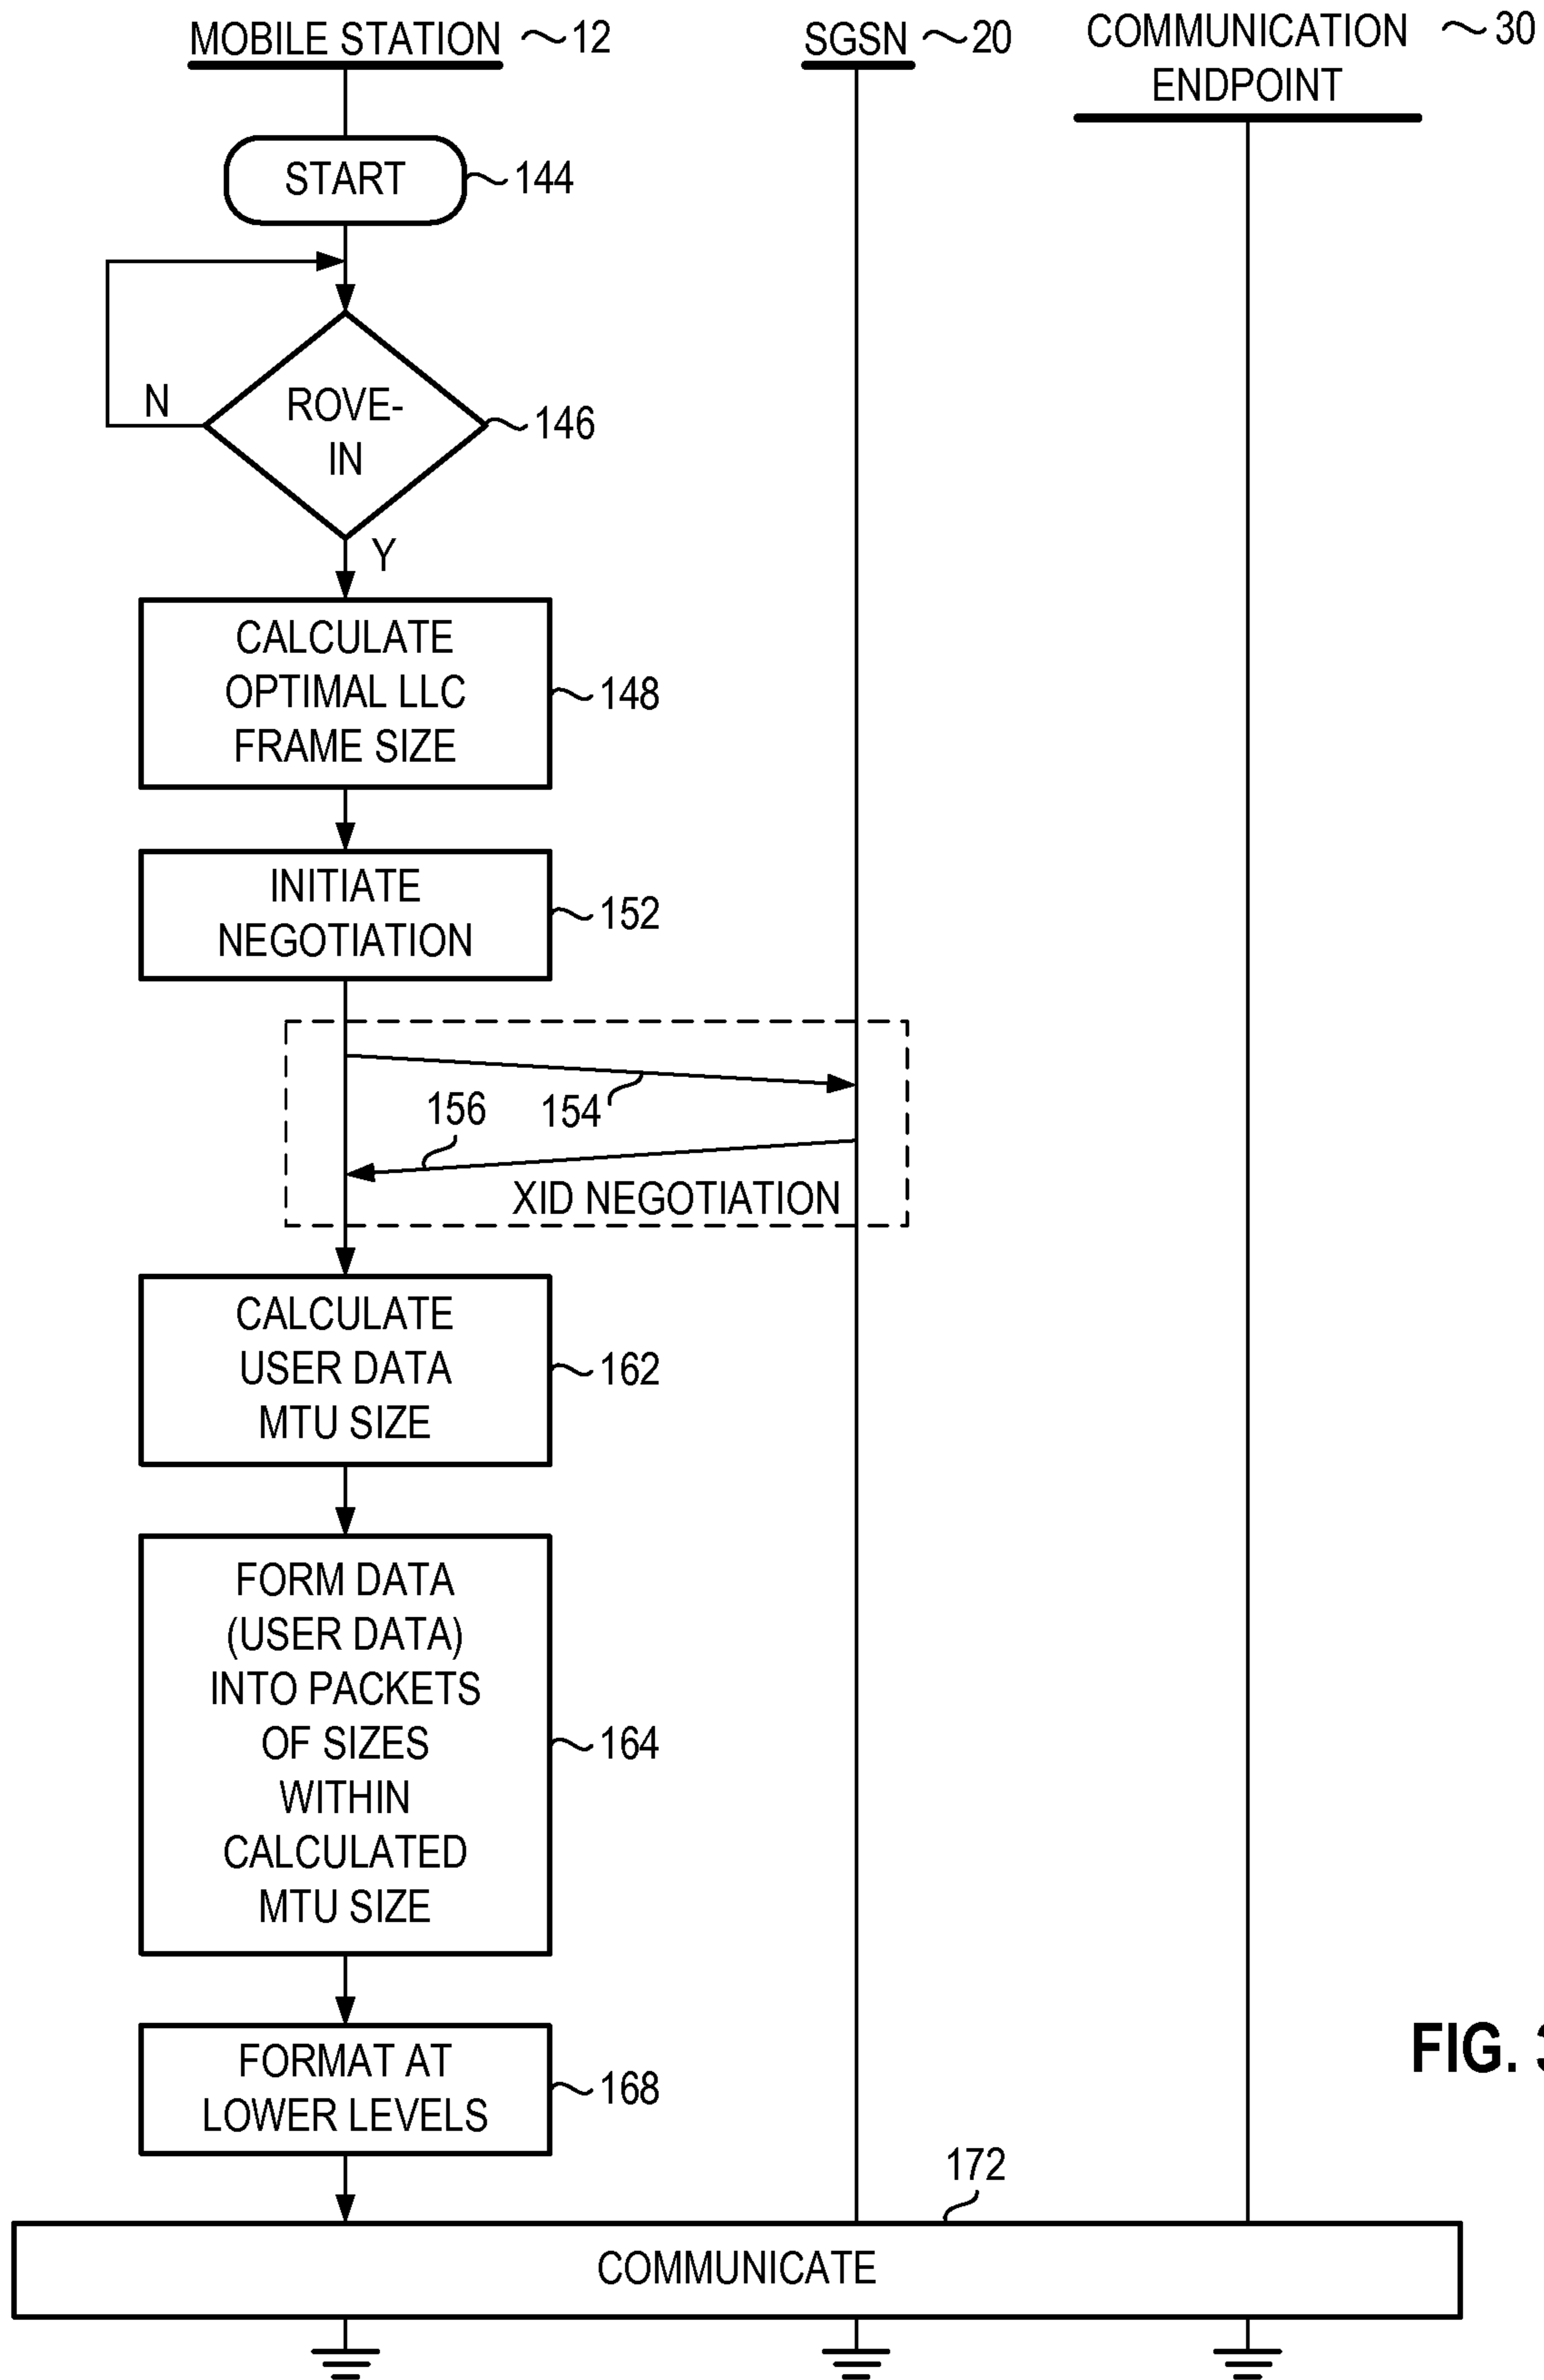 MOBILE STATION 12
SGSN 20
COMMUNICATION 30
ENDPOINT
START 144
N
ROVE-
IN
146
Y
CALCULATE
OPTIMAL LLC
FRAME SIZE
148
INITIATE
NEGOTIATION
152
154
156
XID NEGOTIATION
CALCULATE
USER DATA
MTU SIZE
162
FORM DATA
(USER DATA)
INTO PACKETS
OF SIZES
WITHIN
CALCULATED
MTU SIZE
164
FORMAT AT
LOWER LEVELS
168
172
COMMUNICATE
FIG.